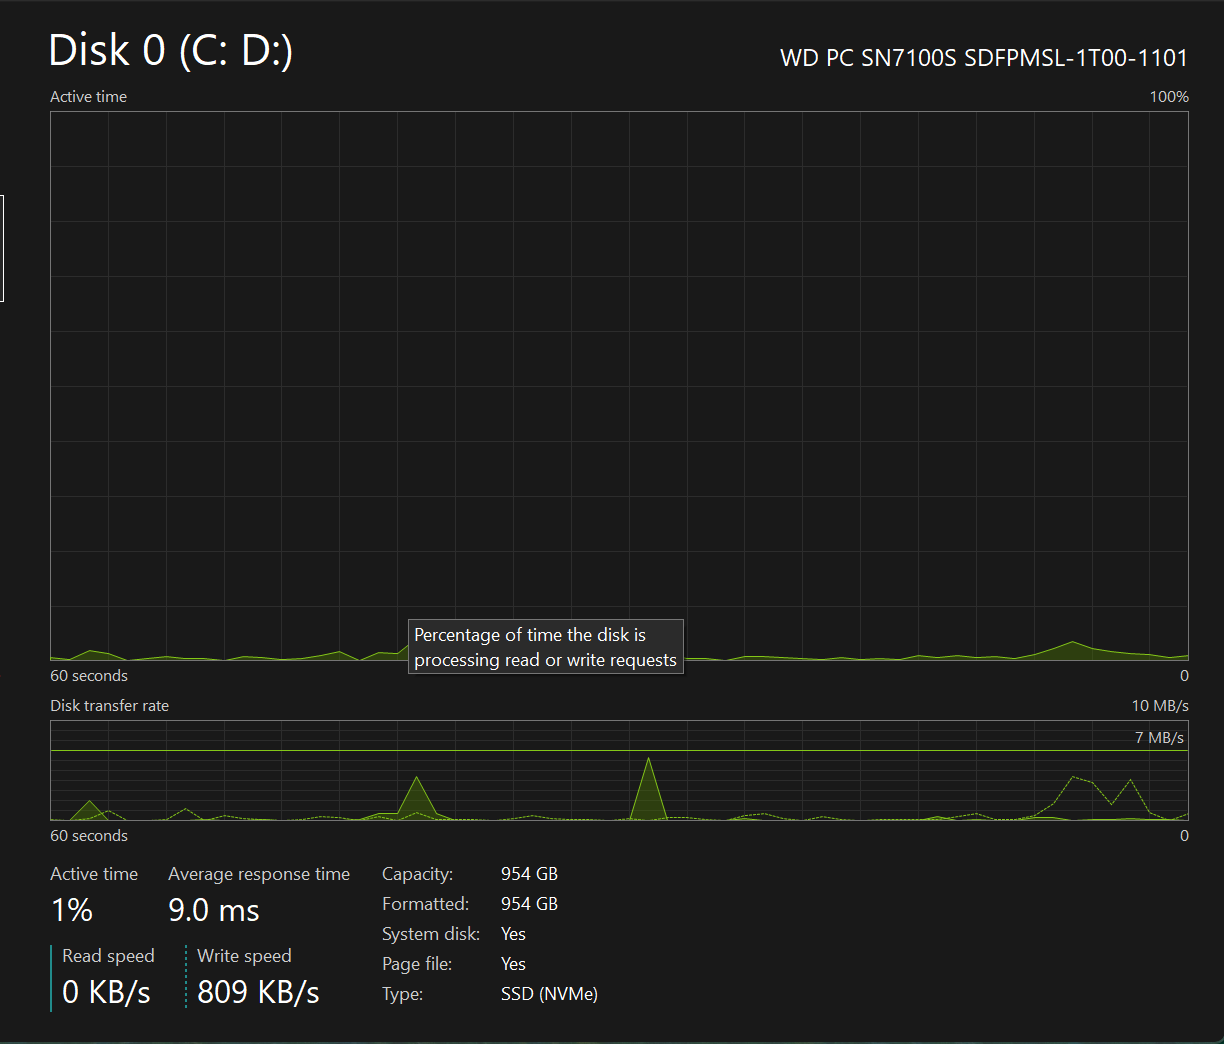 Disk 0 (C: D:)
WD PC SN7100S SDFPMSL-1T00-1101
Active time
100%
Percentage of time the disk is
processing read or write requests
60 seconds
0
Disk transfer rate
10 MB/s
7 MB/s
60 seconds
0
Active time
1%
Average response time
9.0 ms
Read speed
0 KB/s
Write speed
809 KB/s
Capacity: 954 GB
Formatted: 954 GB
System disk: Yes
Page file: Yes
Type: SSD (NVMe)